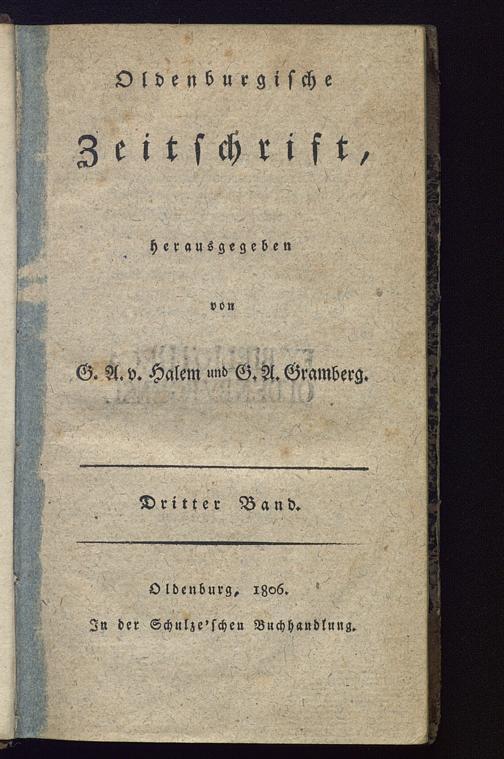 Oldenburgiſche
Zeitſchrift,
herausgegeben
von
G. A. v. Halem und G. A. Gramberg.
Dritter Band.
Oldenburg, 1806.
In der Schulze'ſchen Buchhandlung.